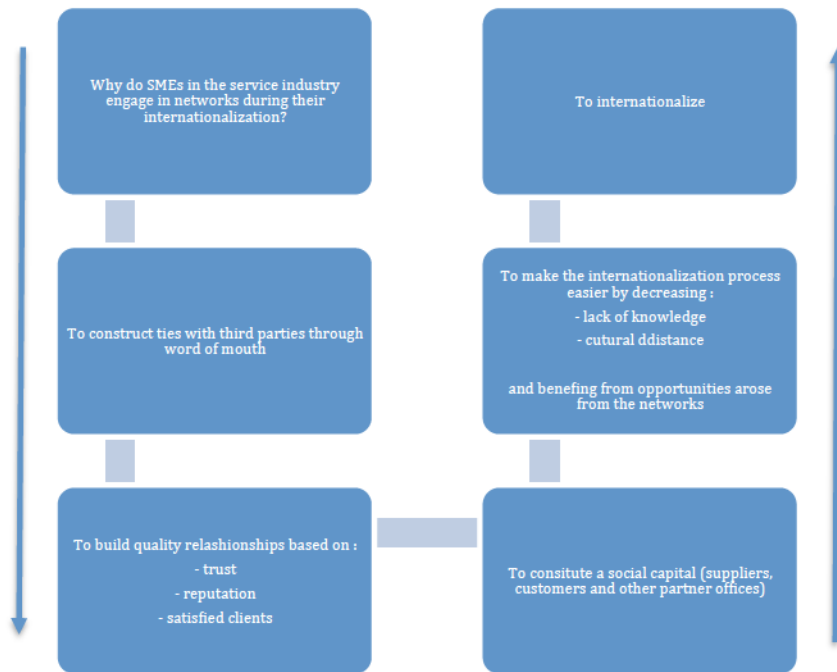 Why do SMEs in the service industry
engage in networks during their
internationalization?
To construct ties with third parties through
word of mouth
To build quality relashionships based on :
- trust
- reputation
- satisfied clients
To consitute a social capital (suppliers,
customers and other partner offices)
To make the internationalization process
easier by decreasing :
- lack of knowledge
- cutural ddistance
and benefing from opportunities arose
from the networks
To internationalize